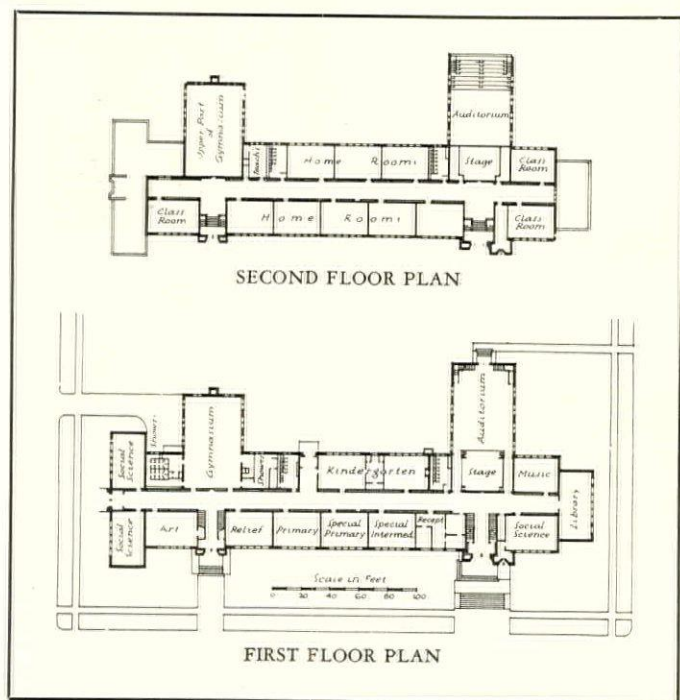 Upper Part
of
Gymnasium
Auditorium
Teach.
Home Rooms
Stage
Class
Room
Class
Room
Home Rooms
Class
Room
SECOND FLOOR PLAN
Social
Science
Shower
Gymnasium
Shower
Kindergarten
Auditorium
Stage
Music
Library
Social
Science
Art
Relief
Primary
Special
Primary
Special
Intermed.
Recept
Social
Science
Scale in Feet
0 20 40 60 80 100
FIRST FLOOR PLAN